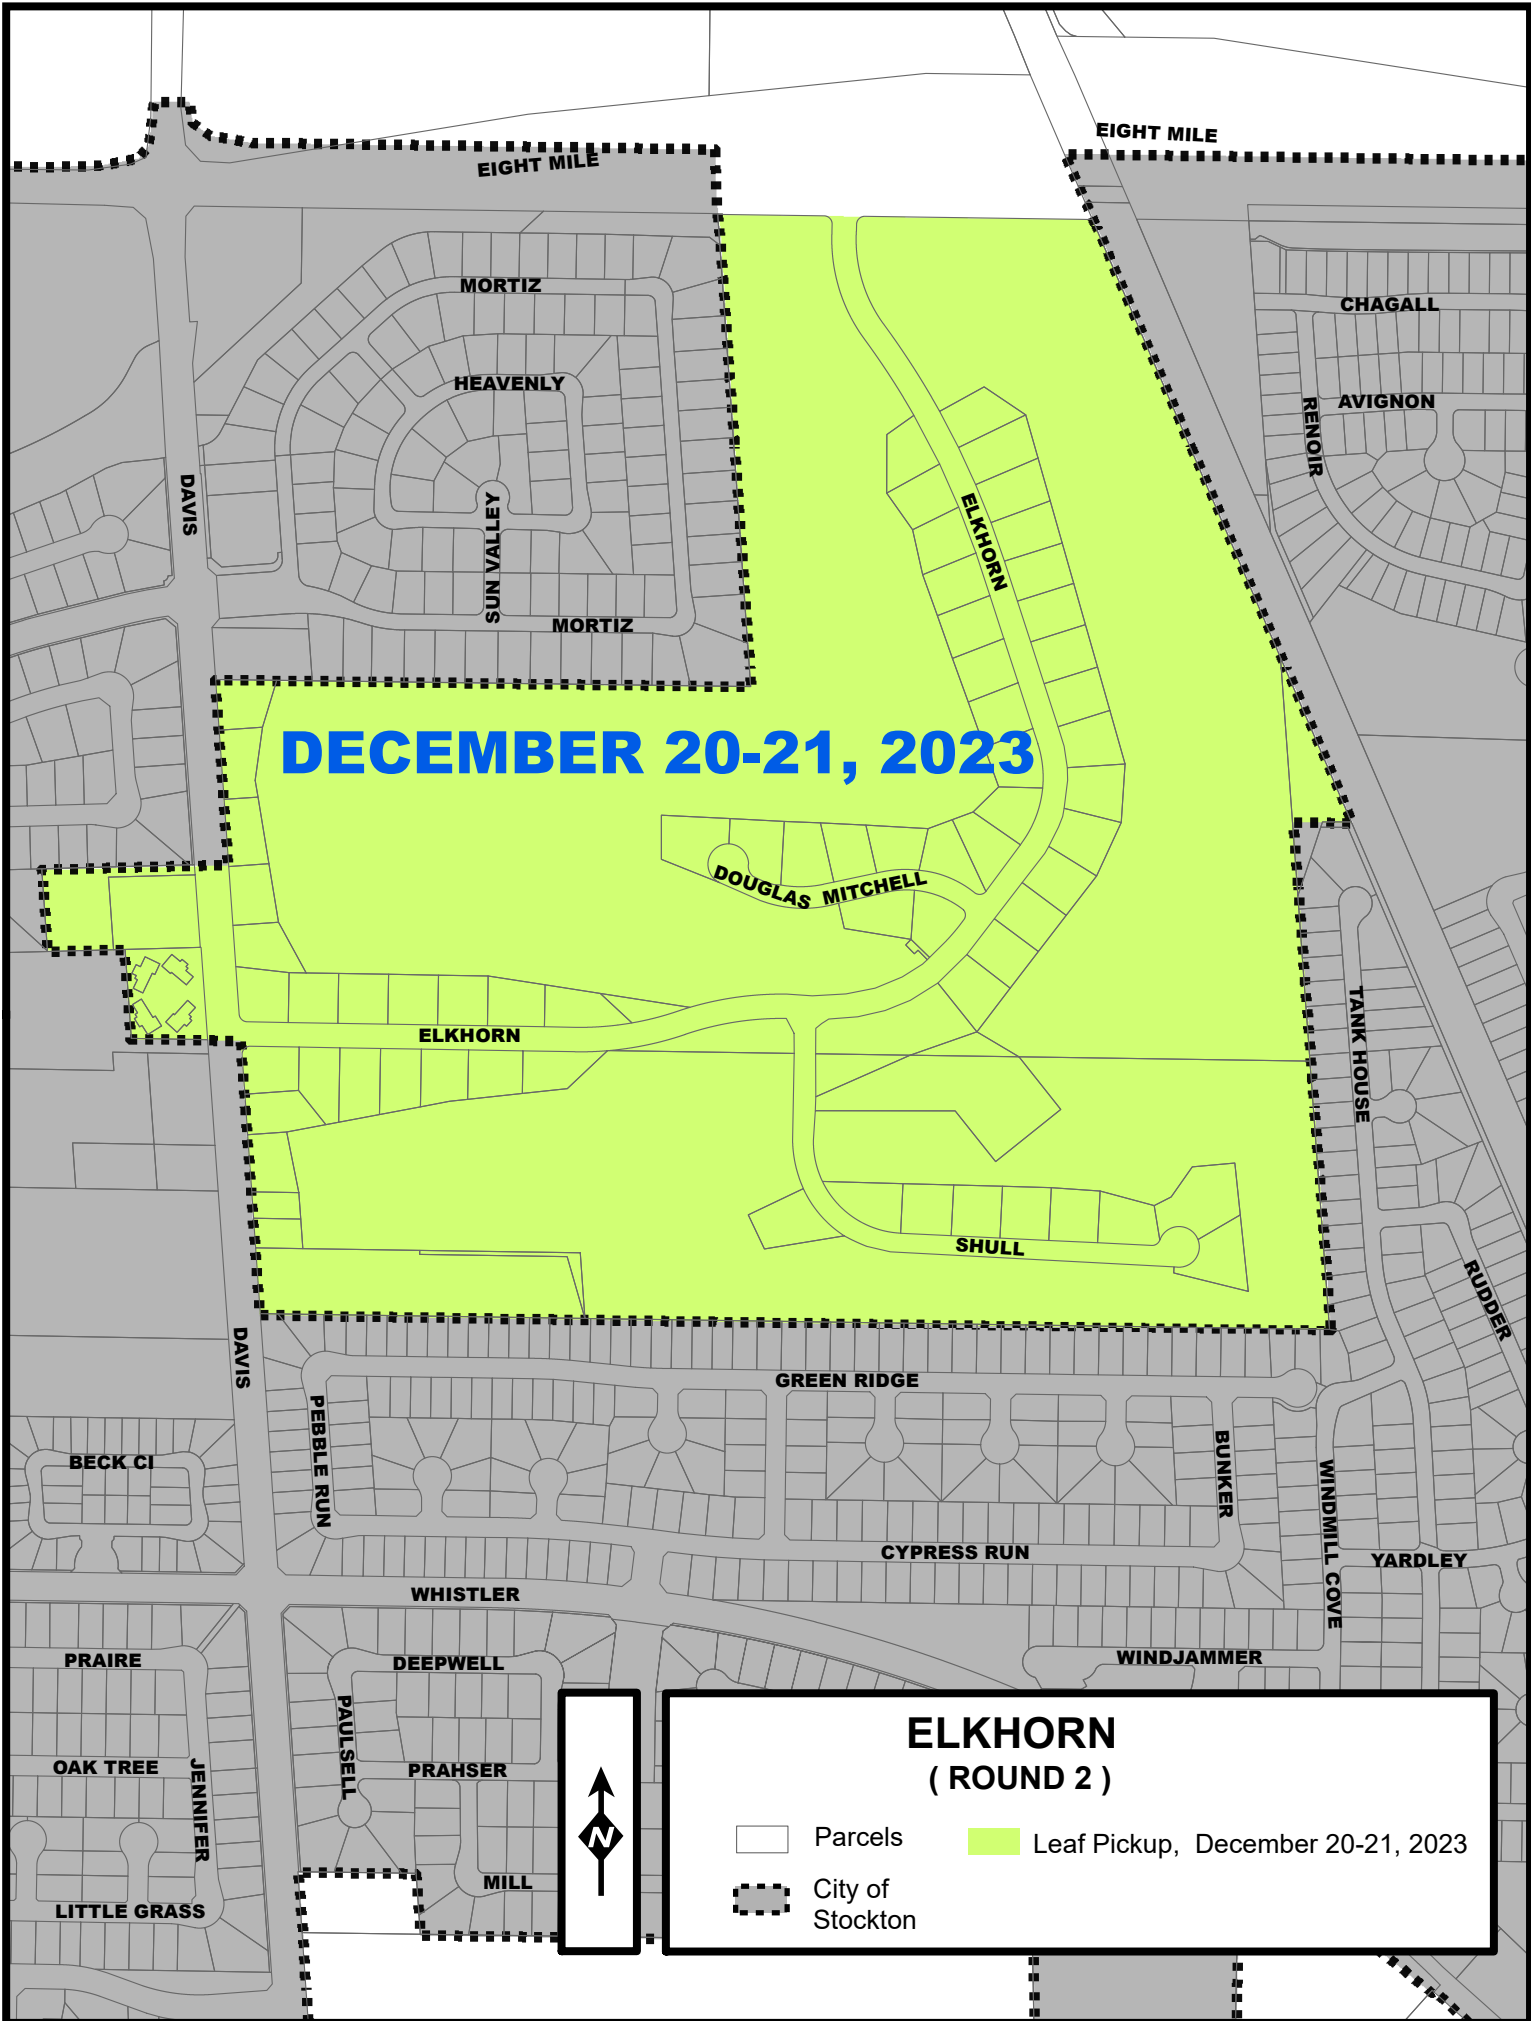 EIGHT MILE
EIGHT MILE
MORTIZ
CHAGALL
HEAVENLY
AVIGNON
RENOIR
DAVIS
SUN VALLEY
ELKHORN
MORTIZ
DECEMBER 20-21, 2023
DOUGLAS MITCHELL
ELKHORN
TANK HOUSE
SHULL
RUDDER
DAVIS
GREEN RIDGE
PEBBLE RUN
BUNKER
BECK CI
WINDMILL COVE
CYPRESS RUN
YARDLEY
WHISTLER
PRAIRE
DEEPWELL
WINDJAMMER
PAULSELL
OAK TREE
JENNIFER
PRAHSER
MILL
LITTLE GRASS
N
ELKHORN
( ROUND 2 )
Parcels
Leaf Pickup, December 20-21, 2023
City of
Stockton